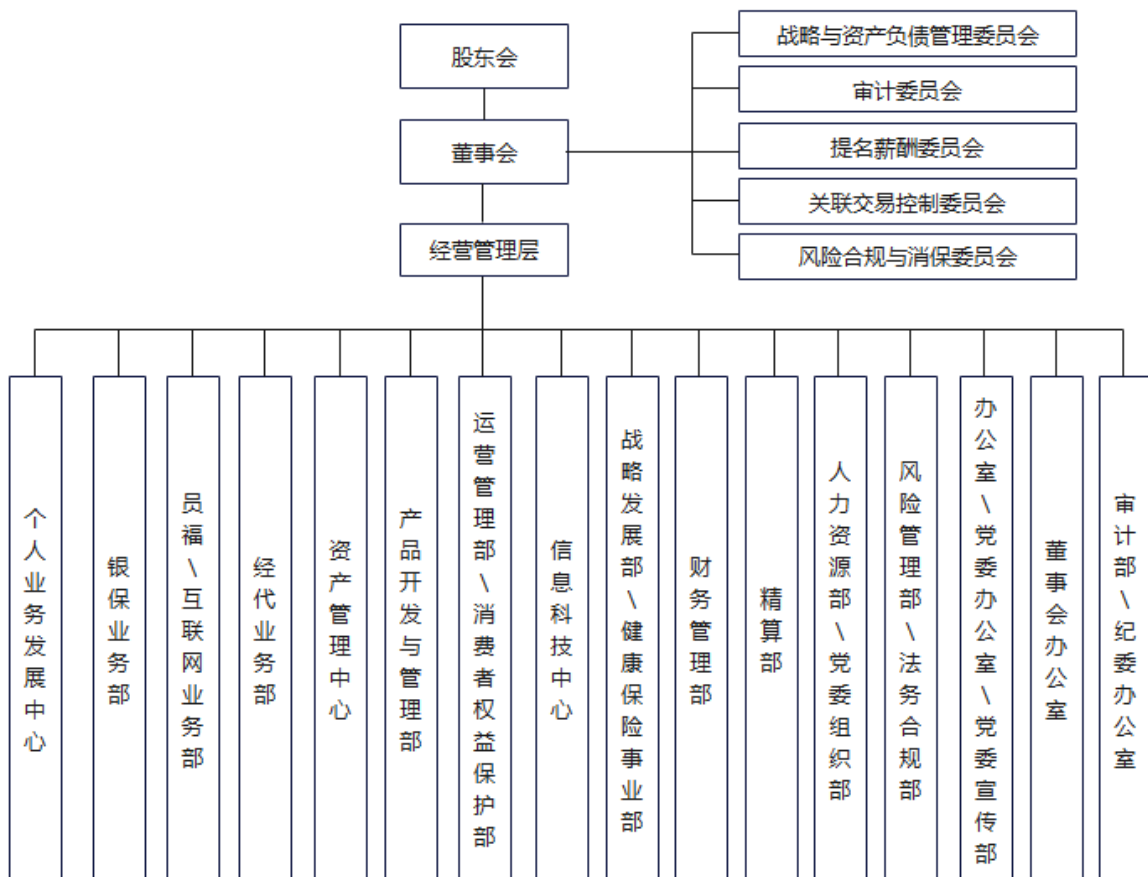 股东会
董事会
经营管理层
战略与资产负债管理委员会
审计委员会
提名薪酬委员会
关联交易控制委员会
风险合规与消保委员会
个人业务发展中心
银保业务部
员福\互联网业务部
经代业务部
资产管理中心
产品开发与管理部
运营管理部\消费者权益保护部
信息科技中心
战略发展部\健康保险事业部
财务管理部
精算部
人力资源部\党委组织部
风险管理部\法务合规部
办公室\党委办公室\党委宣传部
董事会办公室
审计部\纪委办公室